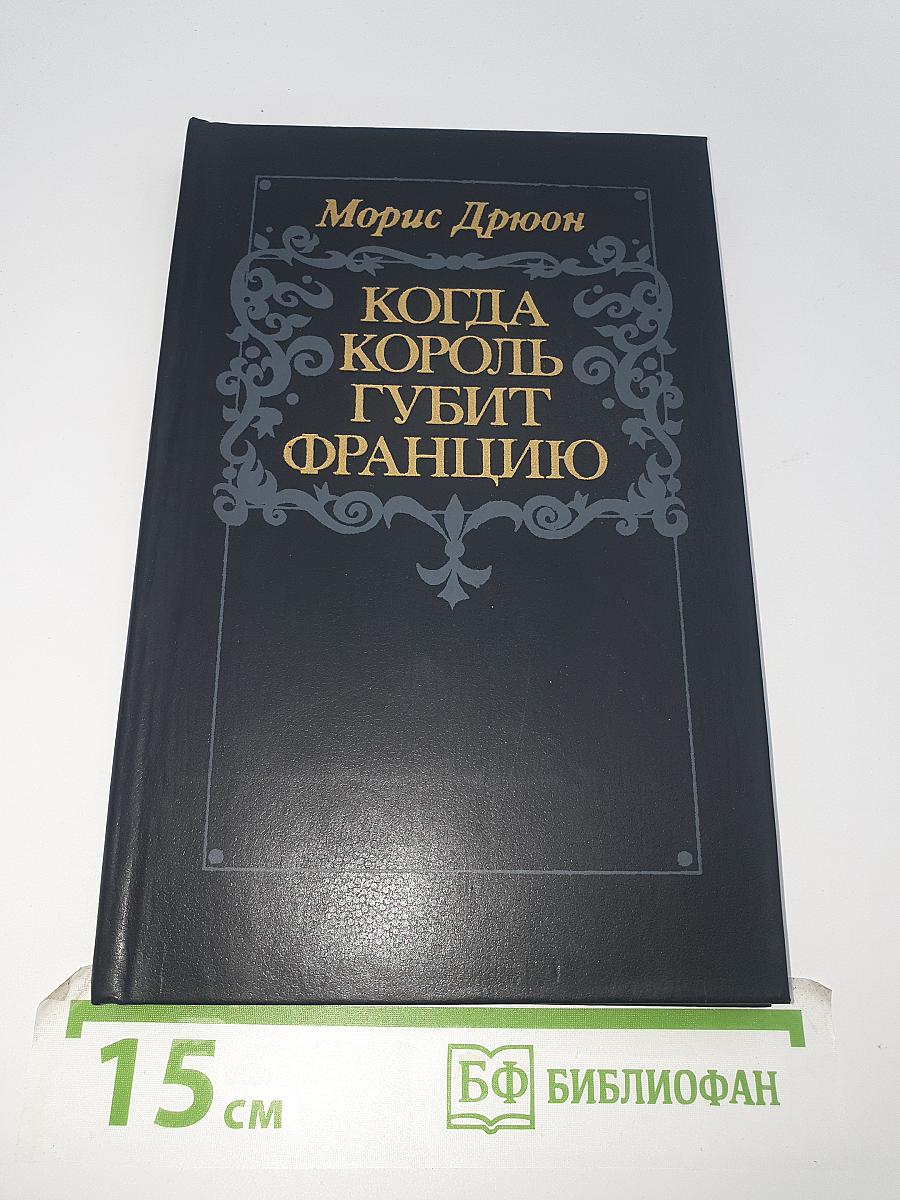 Морис Дрюон
КОГДА
КОРОЛЬ
ГУБИТ
ФРАНЦИЮ
15 см
БФ БИБЛИОФАН